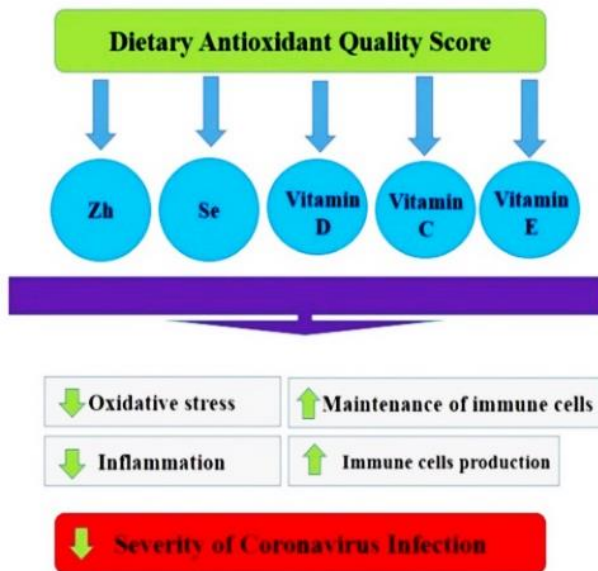 Dietary Antioxidant Quality Score
Zh
Se
Vitamin
D
Vitamin
C
Vitamin
E
Oxidative stress
Maintenance of immune cells
Inflammation
Immune cells production
Severity of Coronavirus Infection